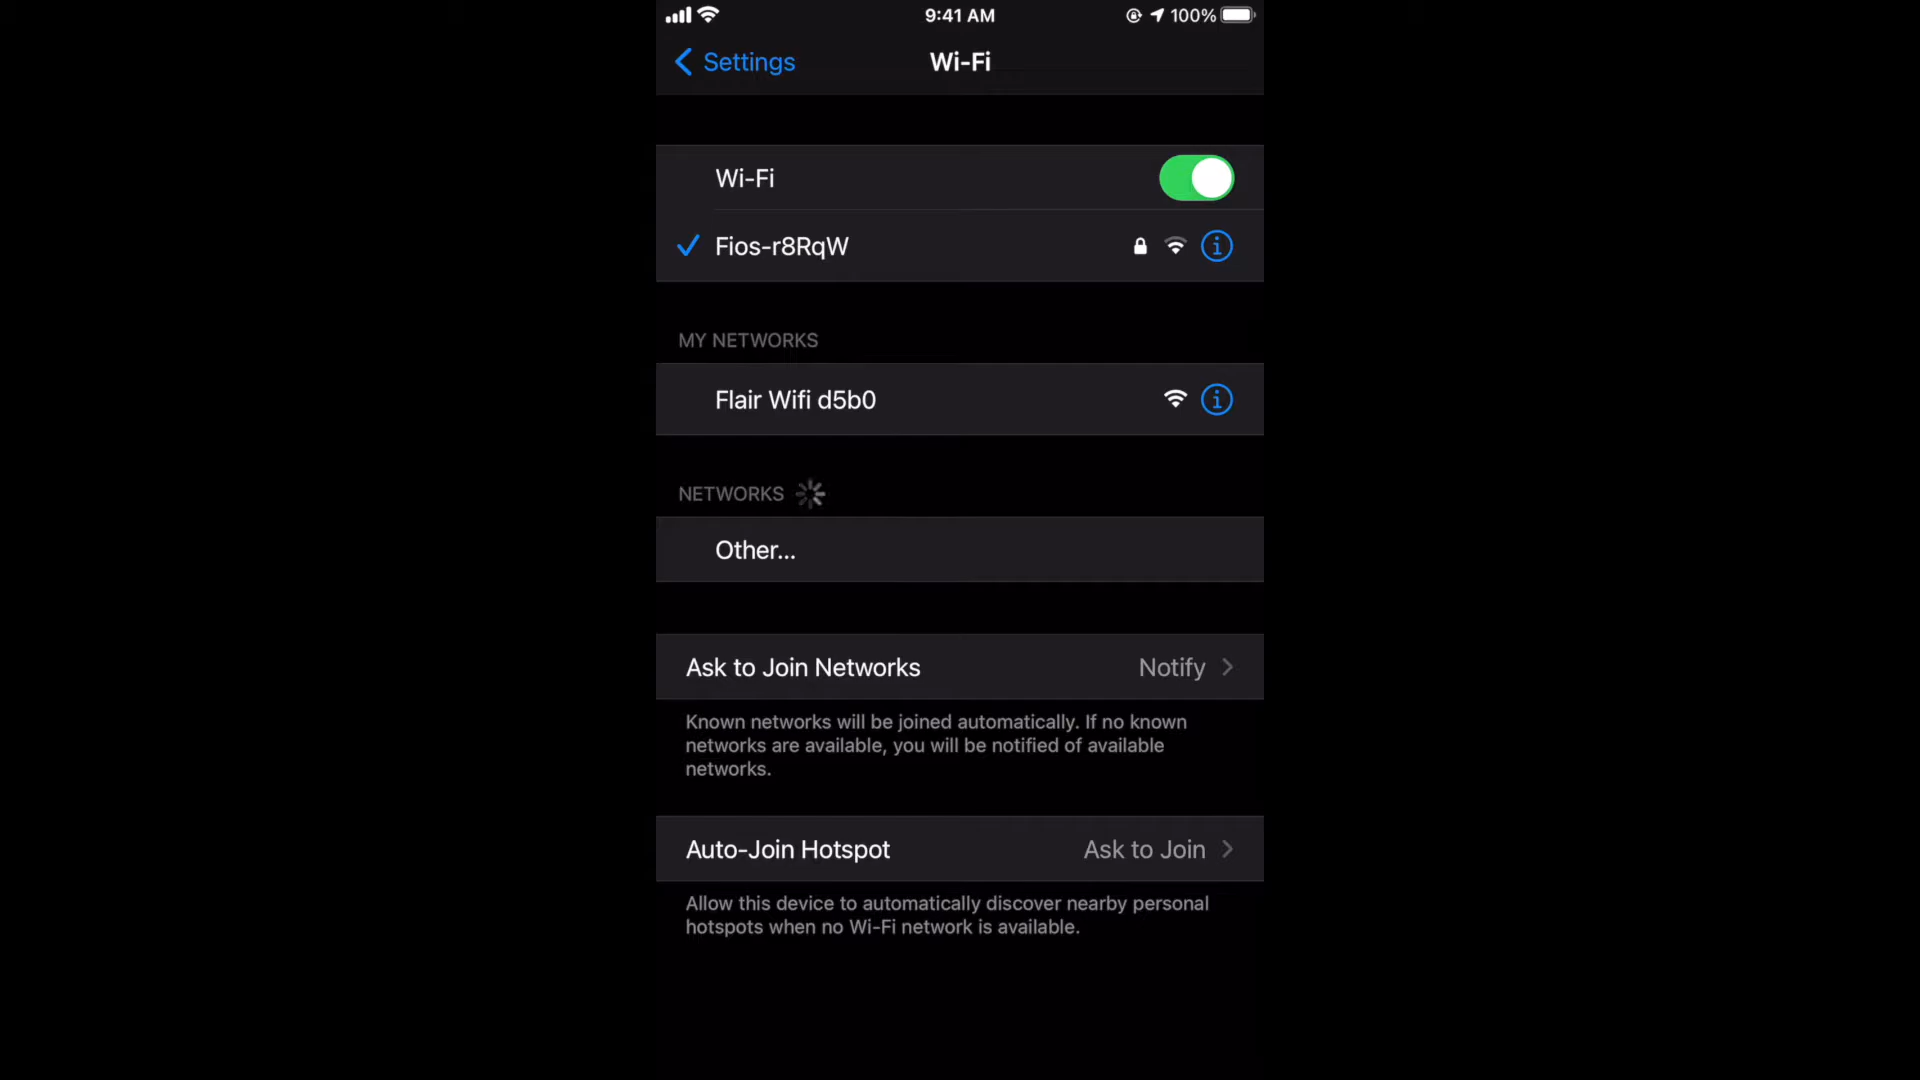 9:41 AM
100%
Settings
Wi-Fi
Wi-Fi
Fios-r8RqW
MY NETWORKS
Flair Wifi d5b0
NETWORKS
Other...
Ask to Join Networks Notify
Known networks will be joined automatically. If no known
networks are available, you will be notified of available
networks.
Auto-Join Hotspot Ask to Join
Allow this device to automatically discover nearby personal
hotspots when no Wi-Fi network is available.